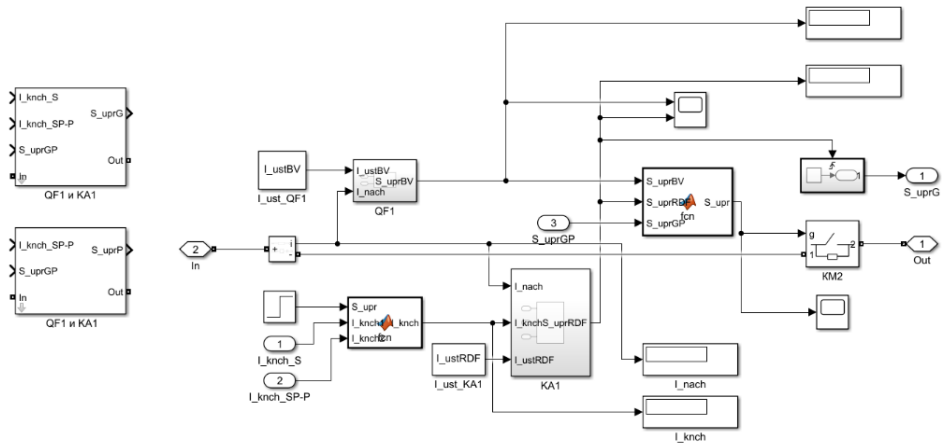 I_knch_S
I_knch_SP-P
S_uprGP
In
S_uprG
Out
QF1 и KA1
I_knch_SP-P
S_uprGP
In
S_uprP
Out
QF1 и KA1
I_ustBV
I_ust_QF1
I_ustBV
I_nach
S_uprBV
QF1
2
In
+
i
-
3
S_uprGP
S_uprBV
S_uprRDF
S_uprGP
S_upr
fcn
1
S_uprG
g
1
2
KM2
1
Out
S_upr
I_knch1
I_knch2
I_knch
fcn
1
I_knch_S
2
I_knch_SP-P
I_ustRDF
I_ust_KA1
I_nach
I_knch
S_uprRDF
I_ustRDF
KA1
I_nach
I_knch